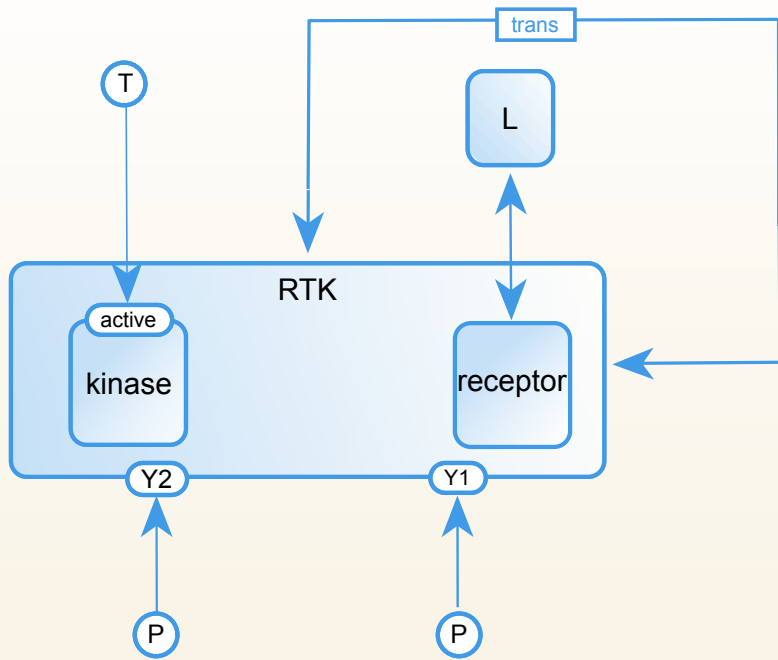 trans
T
L
RTK
active
kinase
receptor
Y2
Y1
P
P